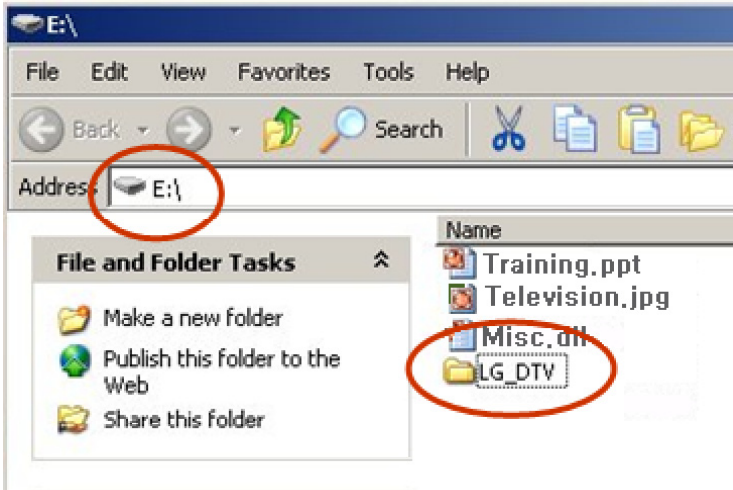 E:\
File Edit View Favorites Tools Help
Back Search
Address E:\
File and Folder Tasks
Make a new folder
Publish this folder to the
Web
Share this folder
Name
Training.ppt
Television.jpg
Misc.dll
LG_DTV